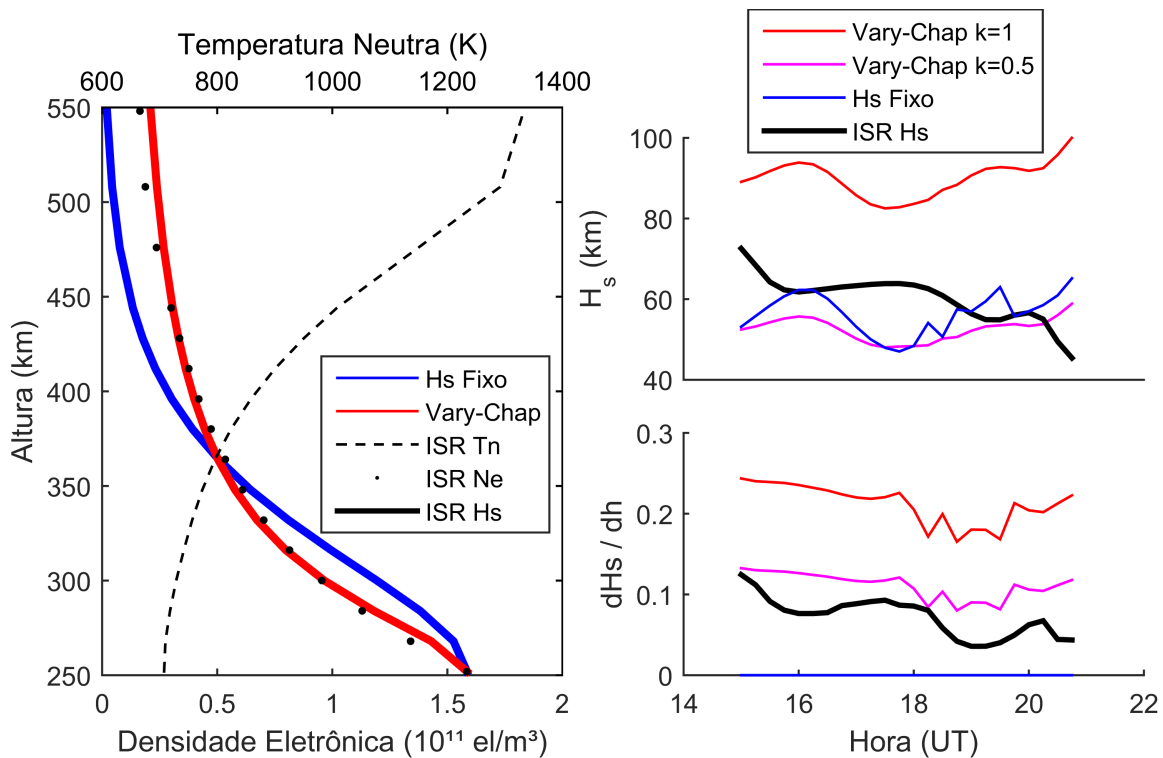 Temperatura Neutra (K)
600 800 1000 1200 1400
550
500
450
400
350
300
250
Altura (km)
Hs Fixo
Vary-Chap
ISR Tn
ISR Ne
ISR Hs
0 0.5 1 1.5 2
Densidade Eletrônica (10¹¹ el/m³)
Vary-Chap k=1
Vary-Chap k=0.5
Hs Fixo
ISR Hs
100
80
60
40
H s (km)
0.3
0.2
0.1
0
dHs / dh
14 16 18 20 22
Hora (UT)